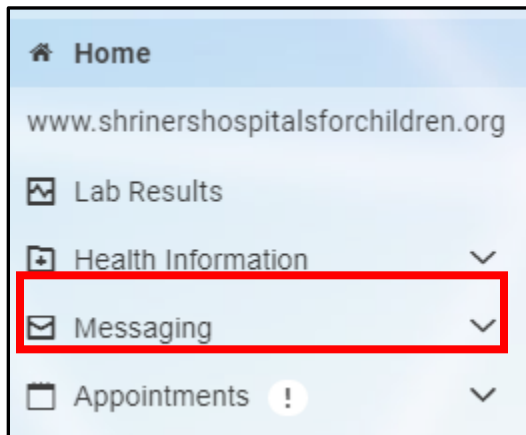 Home
www.shrinershospitalsforchildren.org
Lab Results
Health Information
Messaging
Appointments !